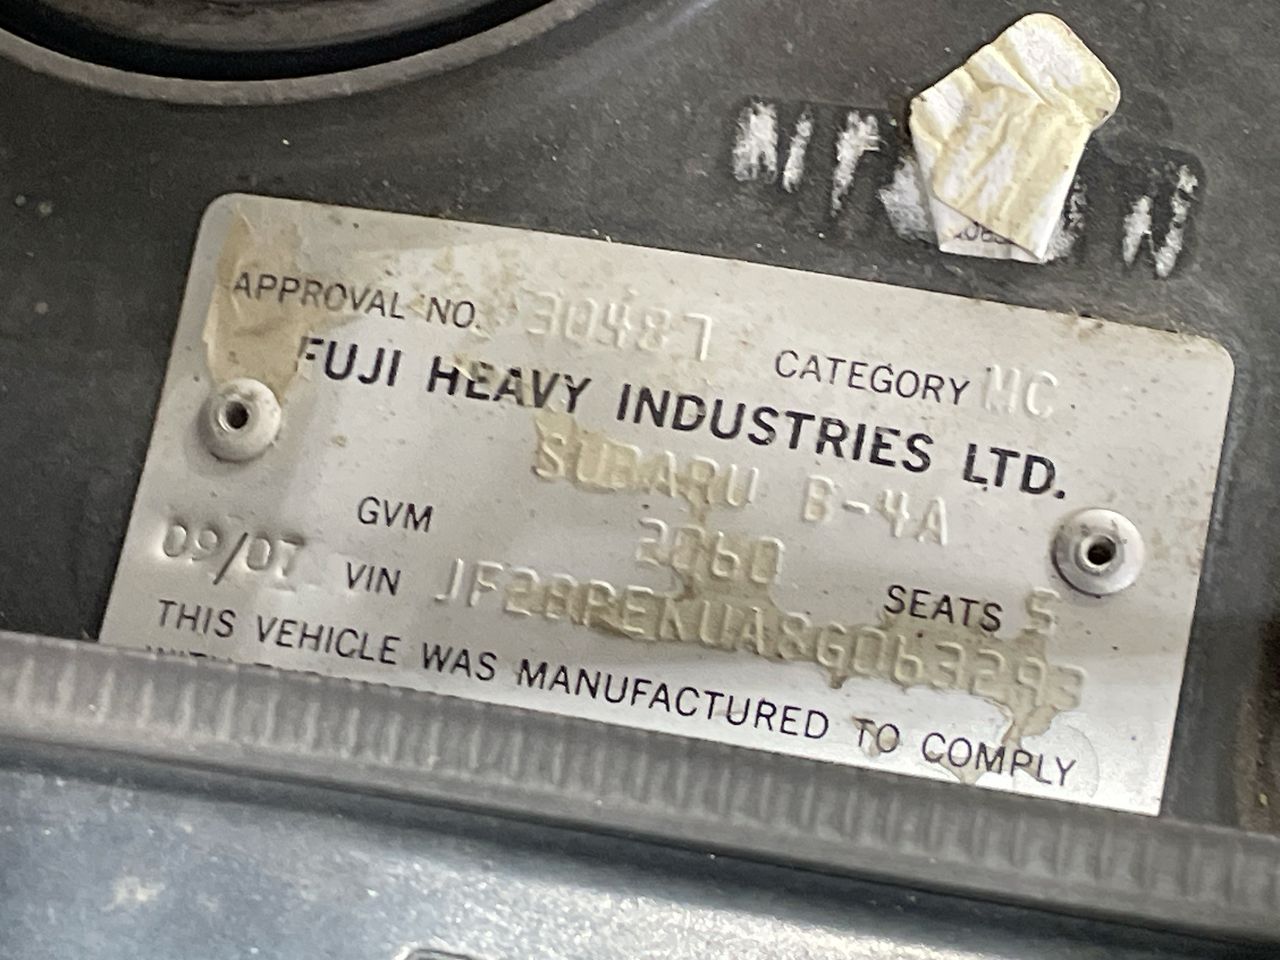 APPROVAL NO. 30487 CATEGORY MC
FUJI HEAVY INDUSTRIES LTD.
SUBARU B-4A
GVM 2060 SEATS 5
09/07 VIN JF2BPEKUA8G063293
THIS VEHICLE WAS MANUFACTURED TO COMPLY